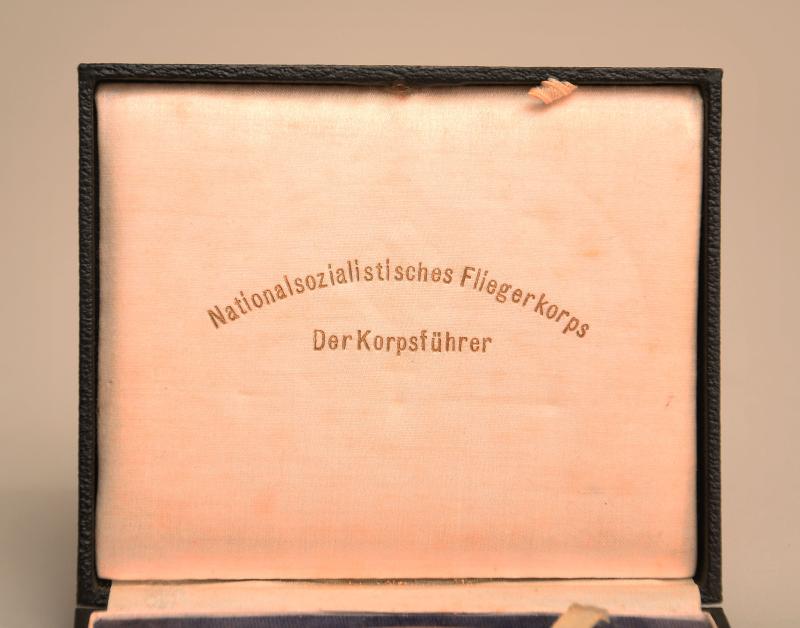 Nationalsozialistisches Fliegerkorps
Der Korpsführer